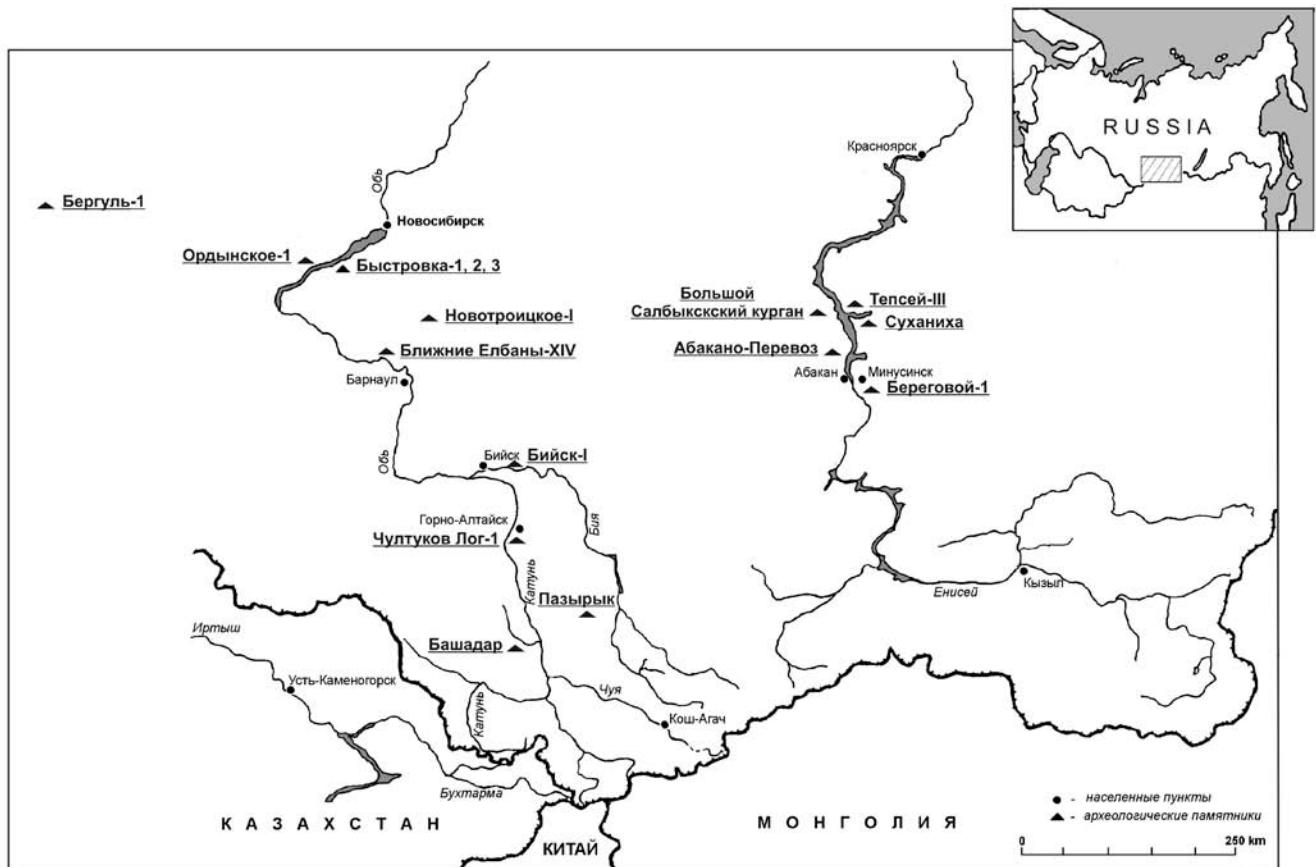 RUSSIA
Красноярск
Обь
Бергуль-1
Новосибирск
Ордынское-1
Быстровка-1, 2, 3
Большой
Салбыкскский курган
Тепсей-III
Новотроицкое-I
Суханиха
Ближние Елбаны-XIV
Абакано-Перевоз
Барнаул
Абакан
Минусинск
Береговой-1
Обь
Бийск
Бийск-I
Бия
Горно-Алтайск
Чултуков Лог-1
Катунь
Пазырык
Енисей
Кызыл
Иртыш
Башадар
Усть-Каменогорск
Катунь
Чуя
Кош-Агач
Бухтарма
КАЗАХСТАН
КИТАЙ
МОНГОЛИЯ
- населенные пункты
- археологические памятники
0 250 km